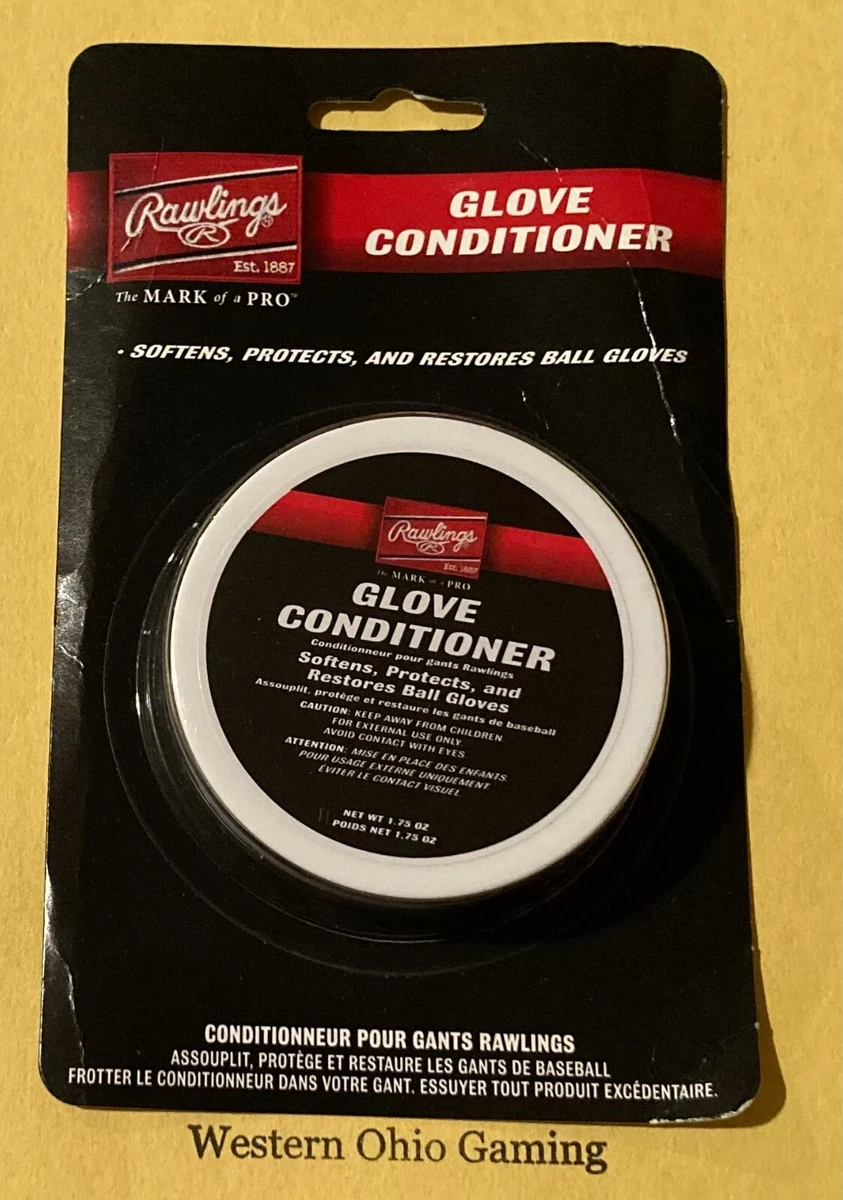 Rawlings®
R
Est. 1887
The MARK of a PRO™
GLOVE
CONDITIONER
• SOFTENS, PROTECTS, AND RESTORES BALL GLOVES
Rawlings
R
Est. 1887
The MARK of a PRO
GLOVE
CONDITIONER
Conditionneur pour gants Rawlings
Softens, Protects, and
Restores Ball Gloves
Assouplit, protège et restaure les gants de baseball
CAUTION: KEEP AWAY FROM CHILDREN
FOR EXTERNAL USE ONLY
AVOID CONTACT WITH EYES
ATTENTION: MISE EN PLACE DES ENFANTS
POUR USAGE EXTERNE UNIQUEMENT
ÉVITER LE CONTACT VISUEL
NET WT 1.75 OZ
POIDS NET 1.75 OZ
CONDITIONNEUR POUR GANTS RAWLINGS
ASSOUPLIT, PROTÈGE ET RESTAURE LES GANTS DE BASEBALL
FROTTER LE CONDITIONNEUR DANS VOTRE GANT. ESSUYER TOUT PRODUIT EXCÉDENTAIRE.
Western Ohio Gaming